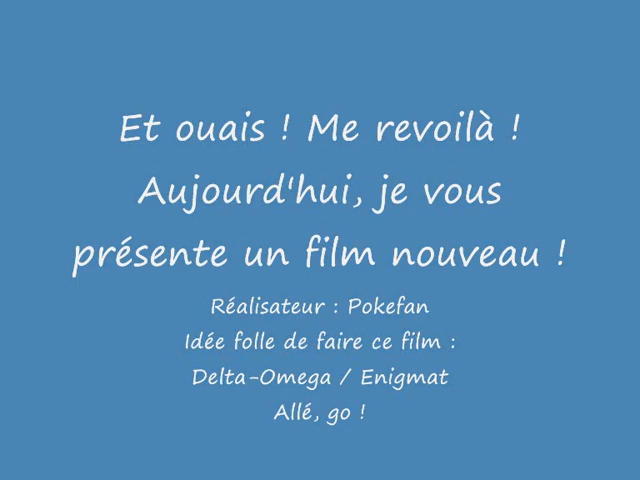 Et ouais ! Me revoilà !
Aujourd'hui, je vous
présente un film nouveau !
Réalisateur : Pokefan
Idée folle de faire ce film :
Delta-Omega / Enigmat
Allé, go !